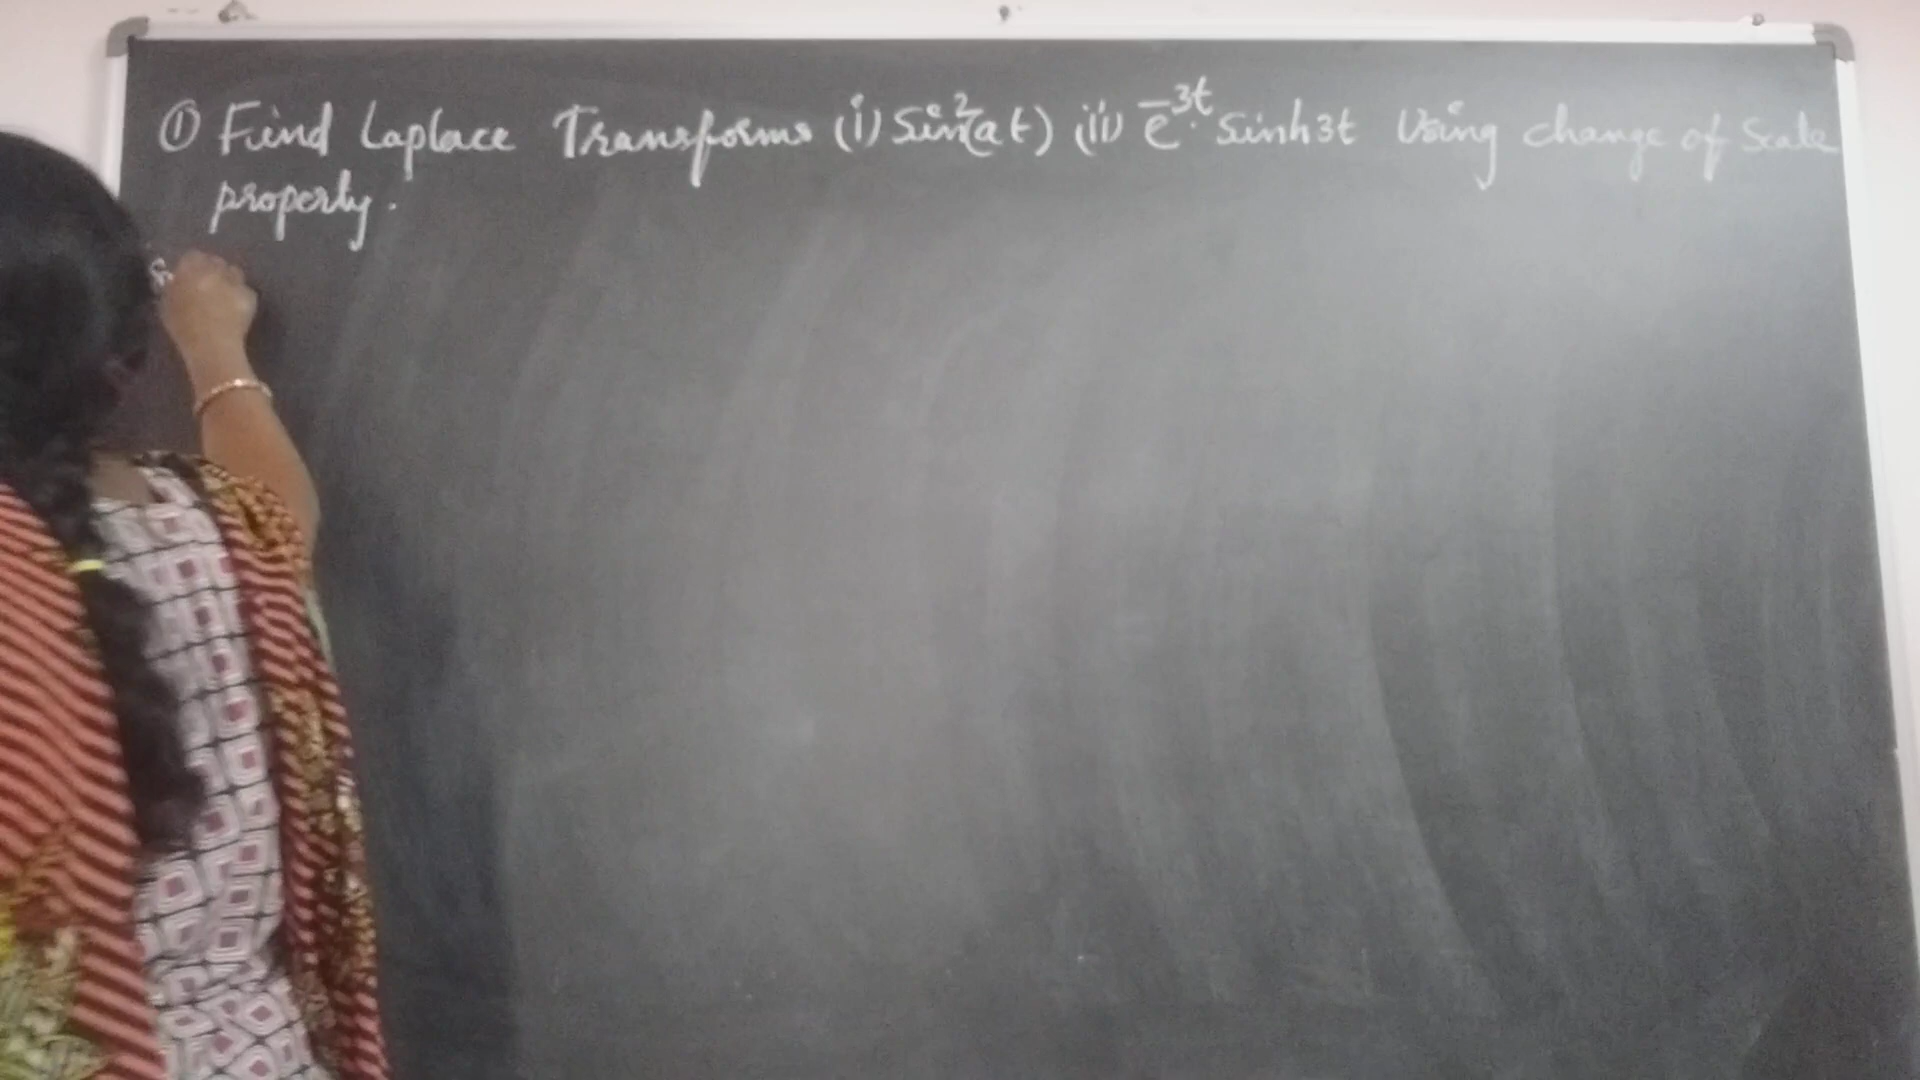 ① Find Laplace Transforms (i) Sin²(at) (ii) e^-3t. Sinh3t Using change of Scale
property.